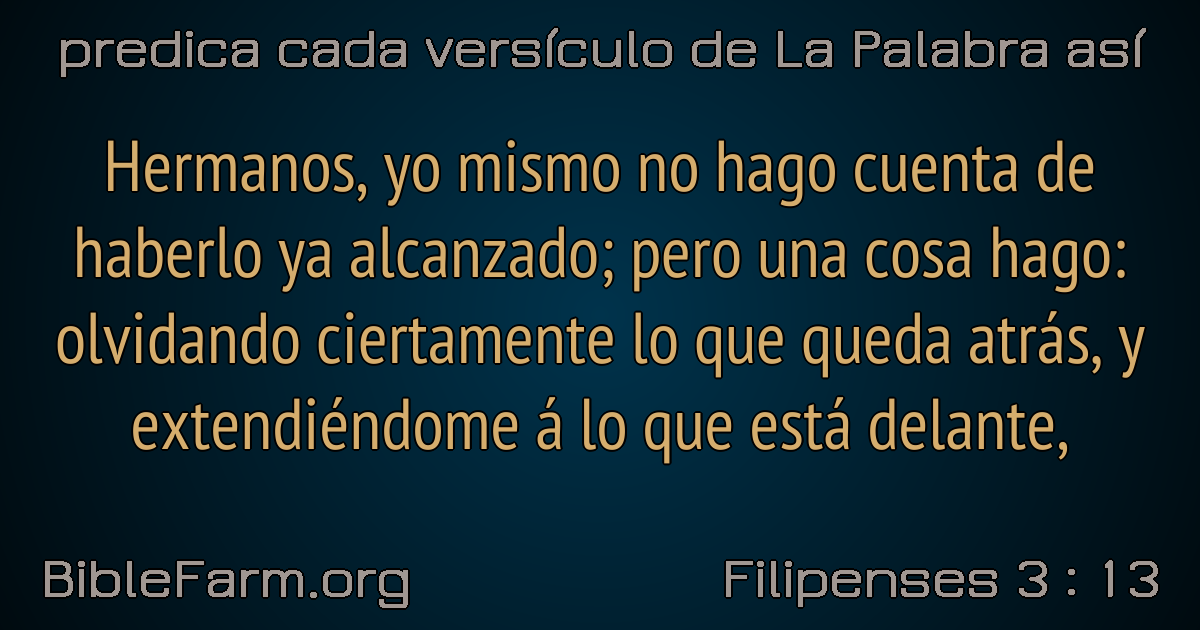 predica cada versículo de La Palabra así
Hermanos, yo mismo no hago cuenta de
haberlo ya alcanzado; pero una cosa hago:
olvidando ciertamente lo que queda atrás, y
extendiéndome á lo que está delante,
BibleFarm.org
Filipenses 3 : 13